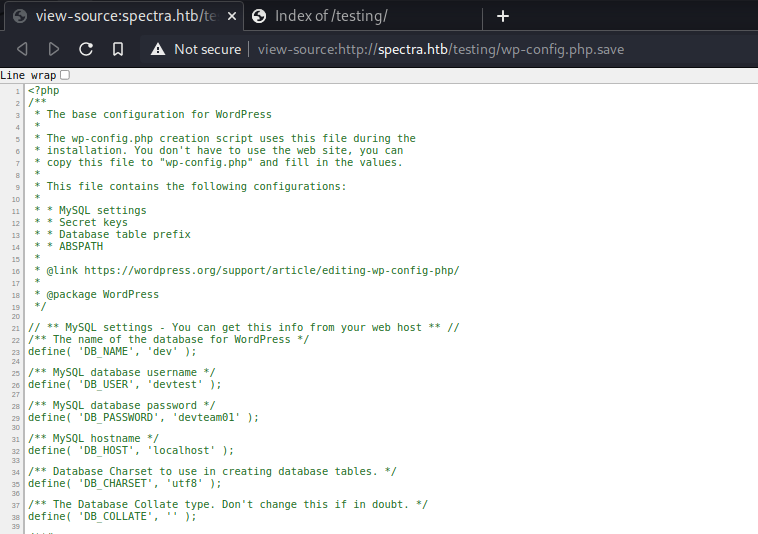 view-source:spectra.htb/te
Index of /testing/
Not secure
view-source:http://spectra.htb/testing/wp-config.php.save
Line wrap
1 <?php
2 /**
3 * The base configuration for WordPress
4 *
5 * The wp-config.php creation script uses this file during the
6 * installation. You don't have to use the web site, you can
7 * copy this file to "wp-config.php" and fill in the values.
8 *
9 * This file contains the following configurations:
10 *
11 * * MySQL settings
12 * * Secret keys
13 * * Database table prefix
14 * * ABSPATH
15 *
16 * @link https://wordpress.org/support/article/editing-wp-config-php/
17 *
18 * @package WordPress
19 */
20
21 // ** MySQL settings - You can get this info from your web host ** //
22 /** The name of the database for WordPress */
23 define( 'DB_NAME', 'dev' );
24
25 /** MySQL database username */
26 define( 'DB_USER', 'devtest' );
27
28 /** MySQL database password */
29 define( 'DB_PASSWORD', 'devteam01' );
30
31 /** MySQL hostname */
32 define( 'DB_HOST', 'localhost' );
33
34 /** Database Charset to use in creating database tables. */
35 define( 'DB_CHARSET', 'utf8' );
36
37 /** The Database Collate type. Don't change this if in doubt. */
38 define( 'DB_COLLATE', '' );
39